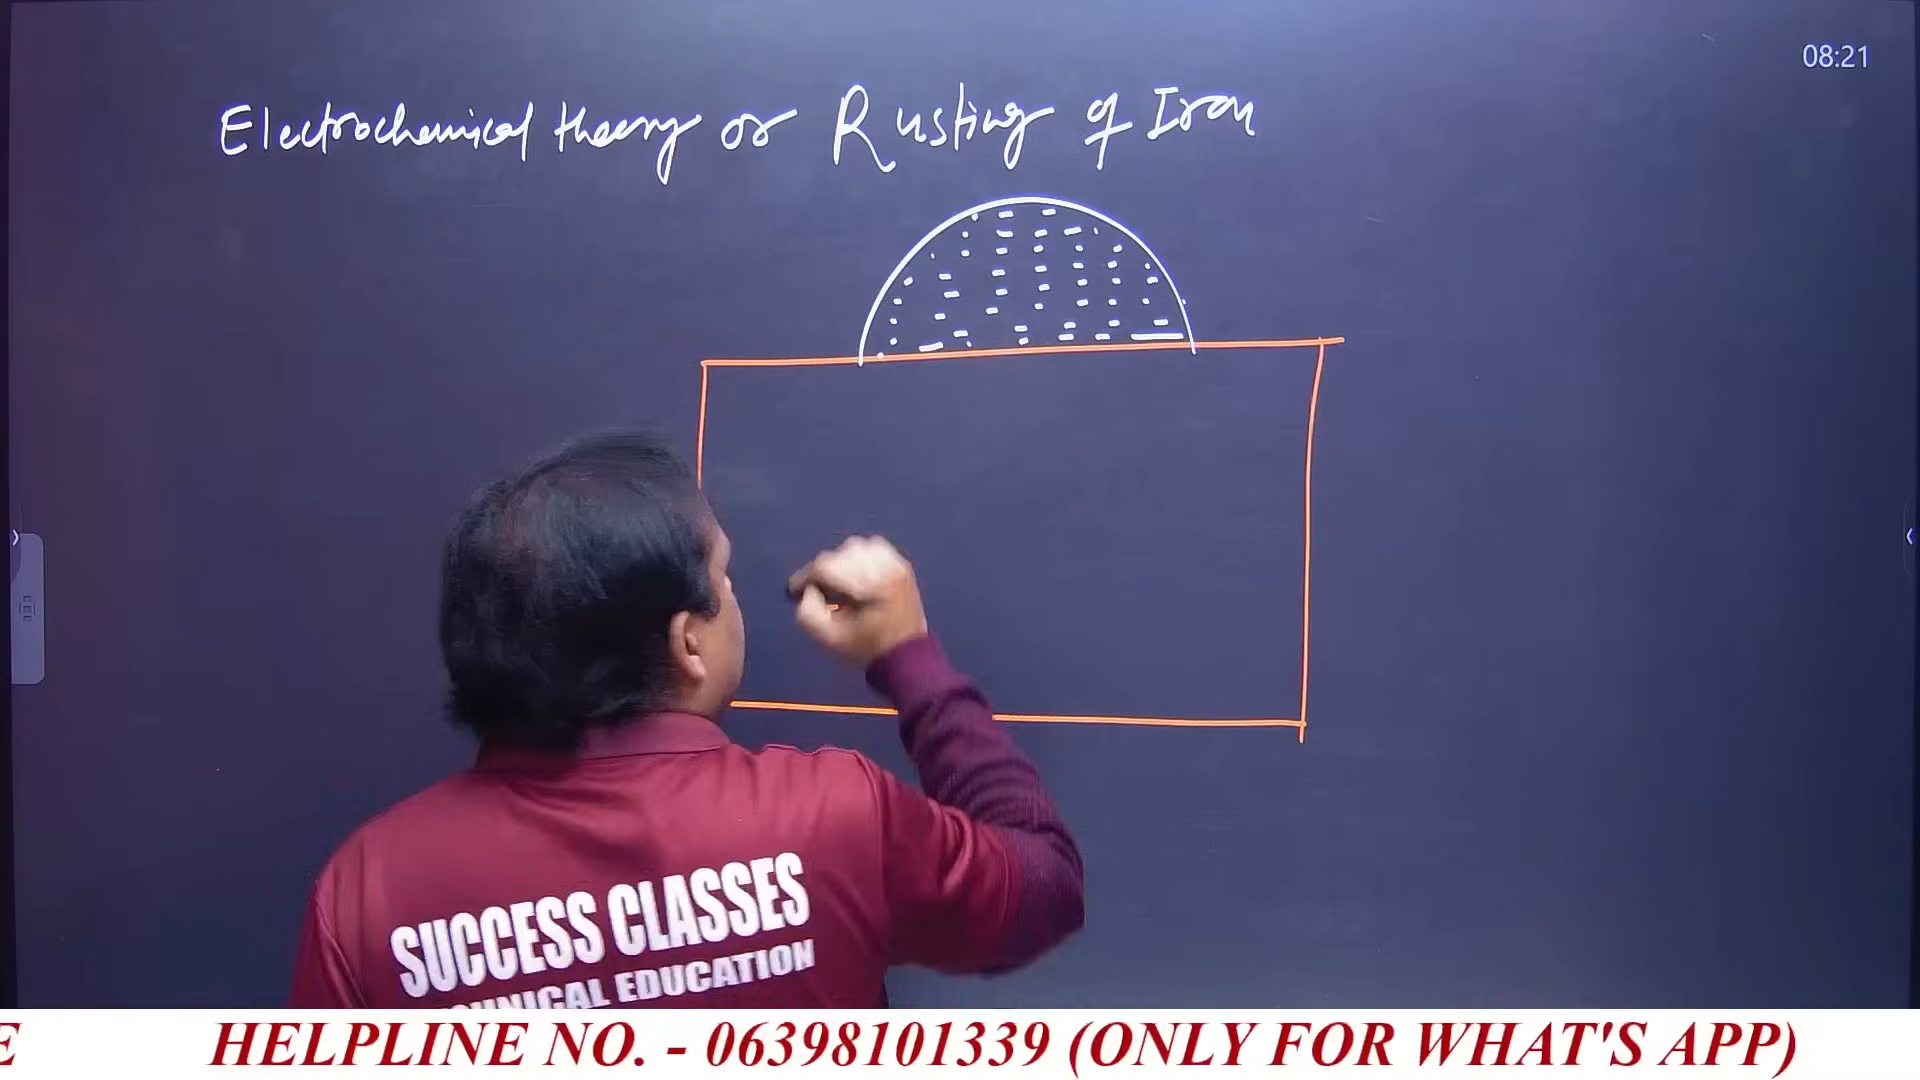 08:21
Electrochemical theory or Rusting of Iron
SUCCESS CLASSES
EDUCATION
E HELPLINE NO. - 06398101339 (ONLY FOR WHAT'S APP)